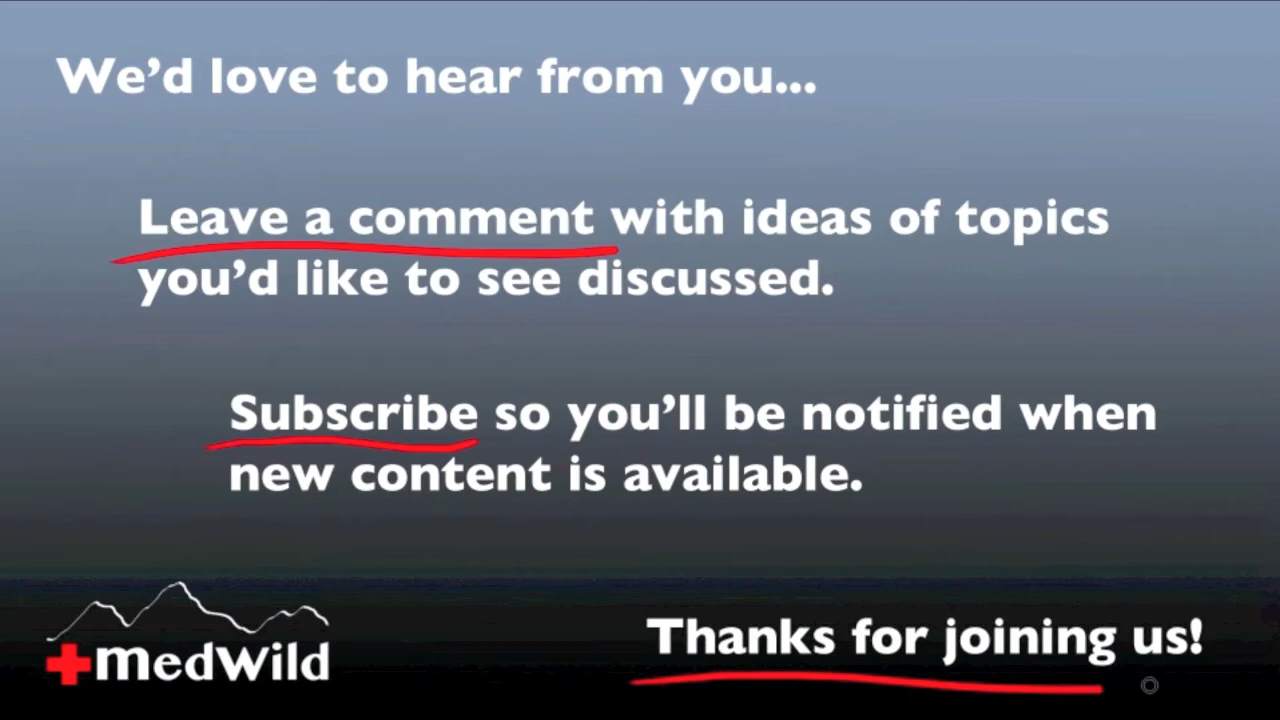 We’d love to hear from you...
Leave a comment with ideas of topics
you’d like to see discussed.
Subscribe so you’ll be notified when
new content is available.
medWild
Thanks for joining us!